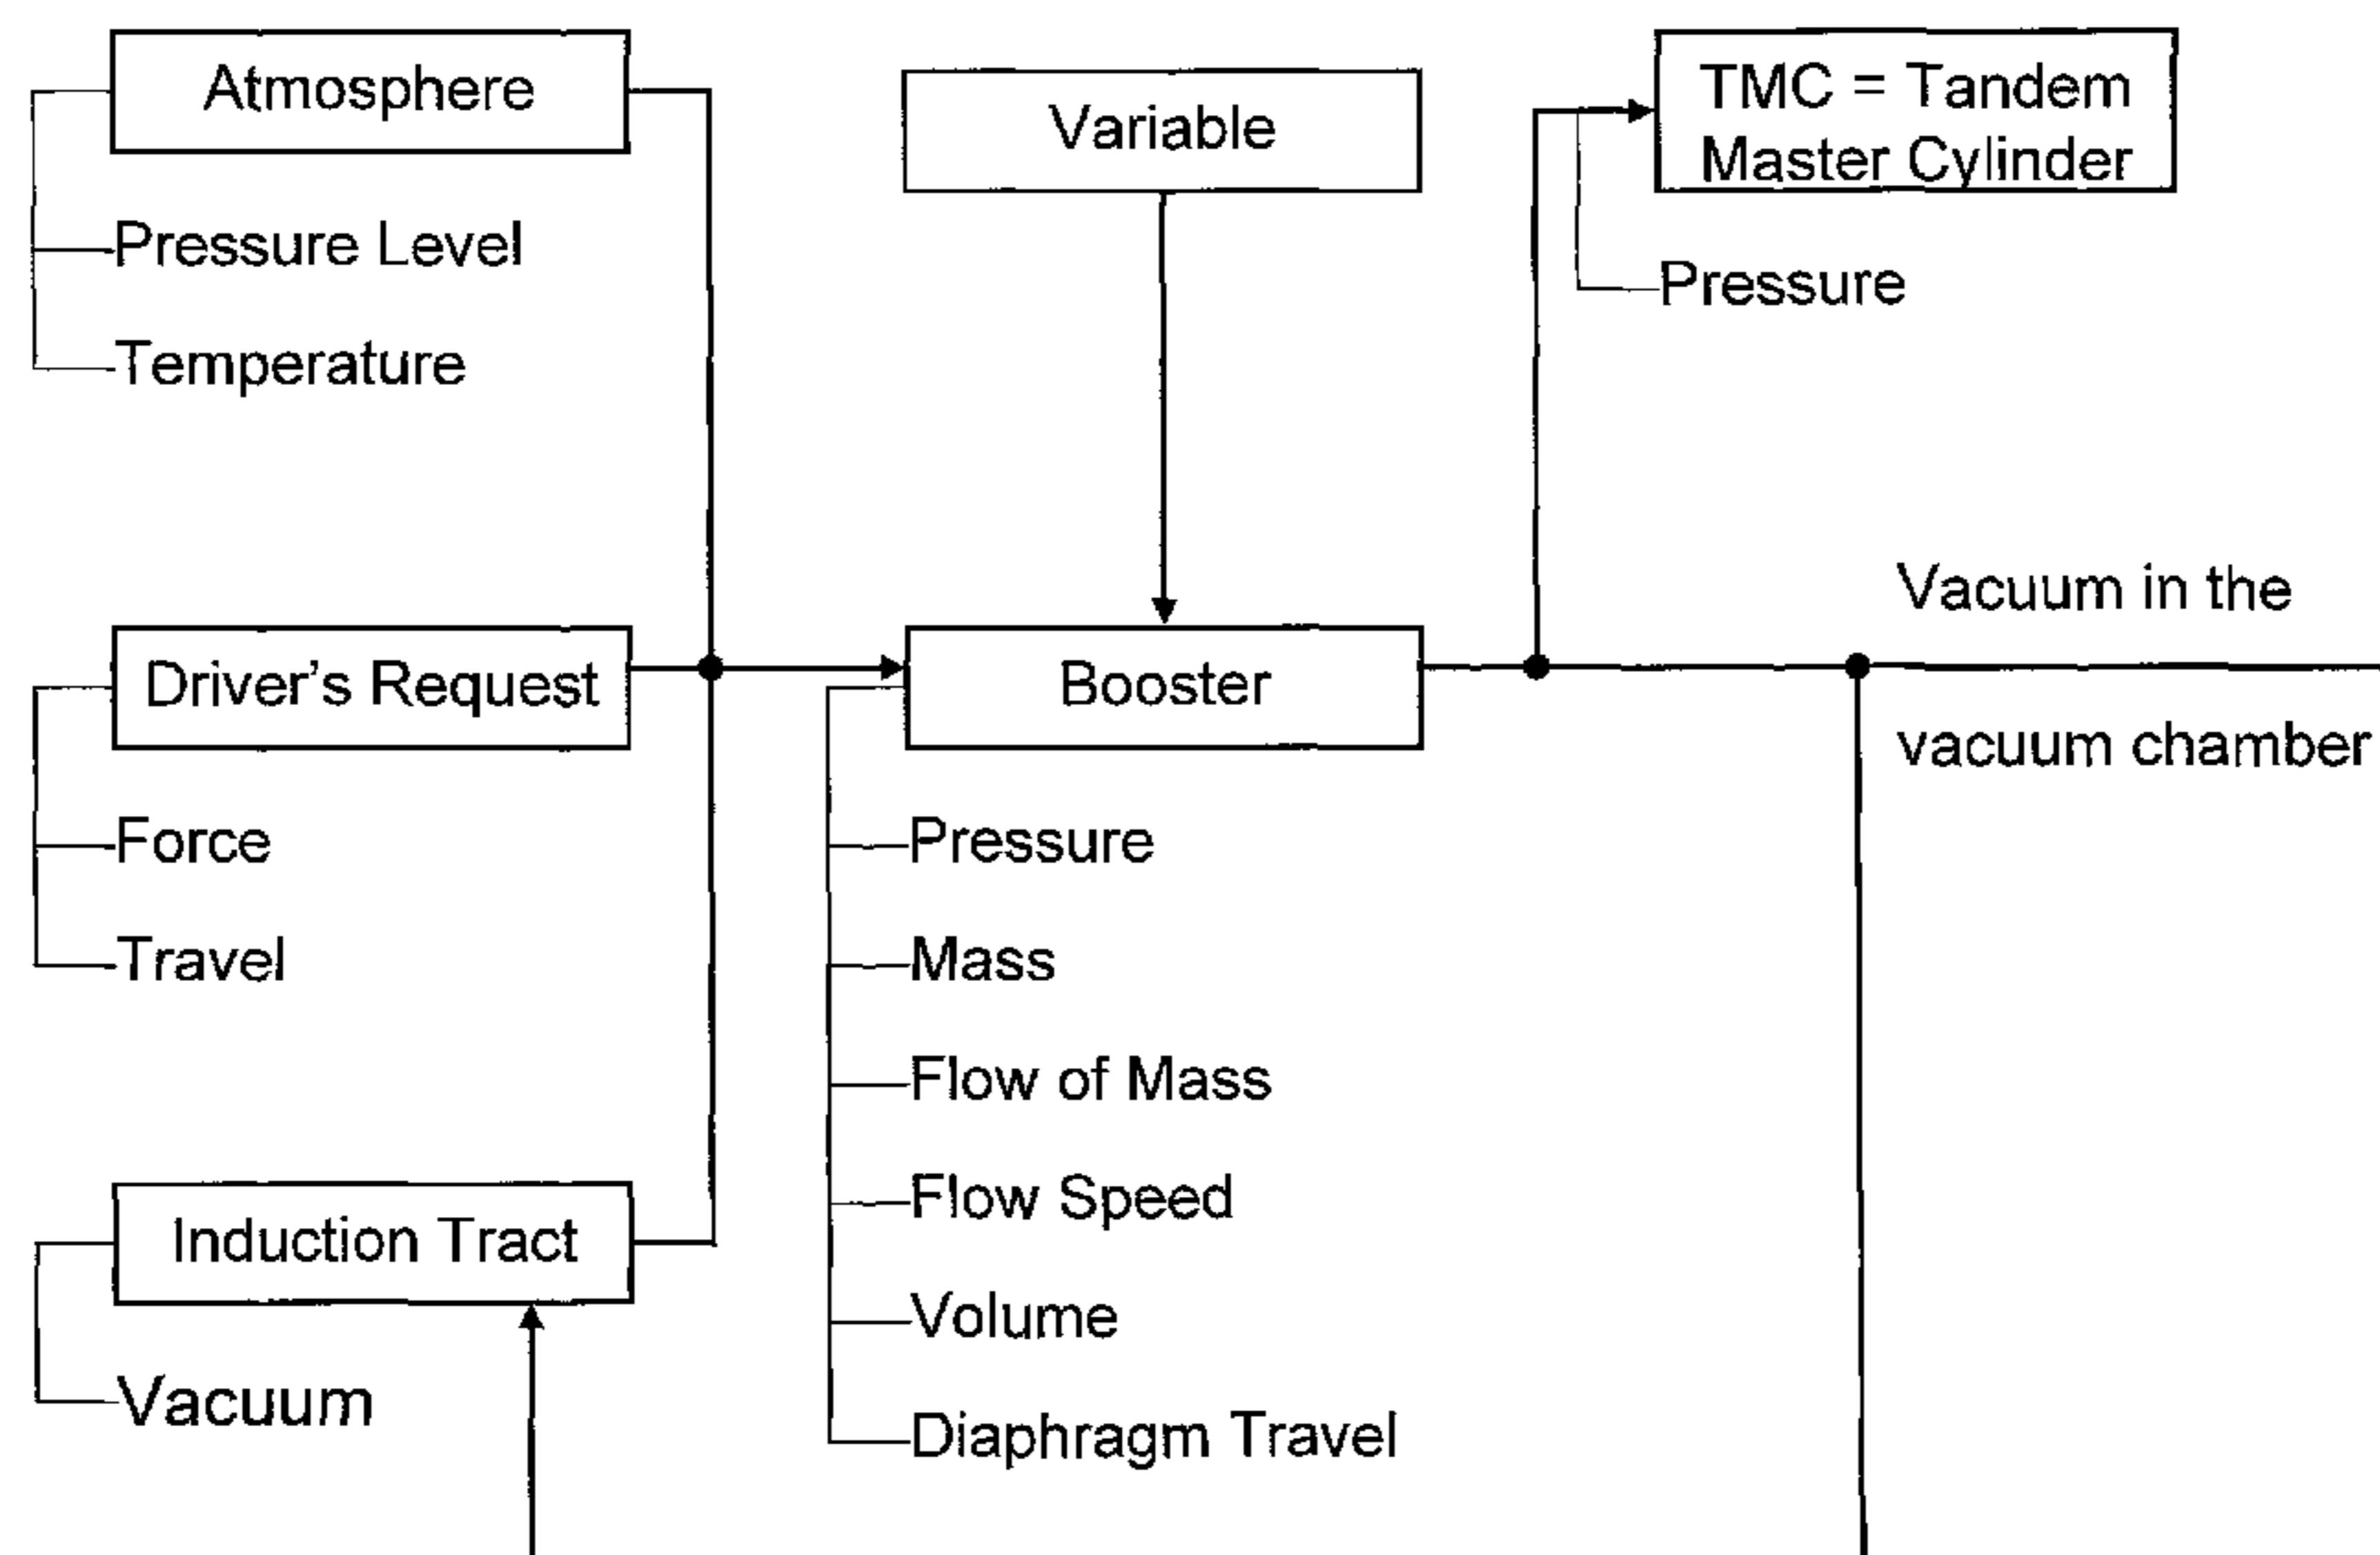 Atmosphere
Pressure Level
Temperature
Driver's Request
Force
Travel
Induction Tract
Vacuum
Variable
Booster
Pressure
Mass
Flow of Mass
Flow Speed
Volume
Diaphragm Travel
TMC = Tandem
Master Cylinder
Pressure
Vacuum in the
vacuum chamber